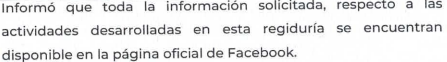 Informó que toda la información solicitada, respecto a las
actividades desarrolladas en esta regiduría se encuentran
disponible en la página oficial de Facebook.